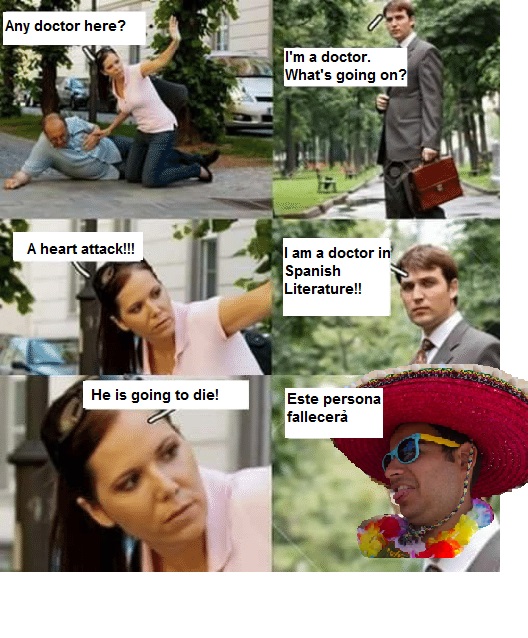 Any doctor here?
I'm a doctor.
What's going on?
A heart attack!!!
I am a doctor in
Spanish
Literature!!
He is going to die!
Este persona
fallecerả